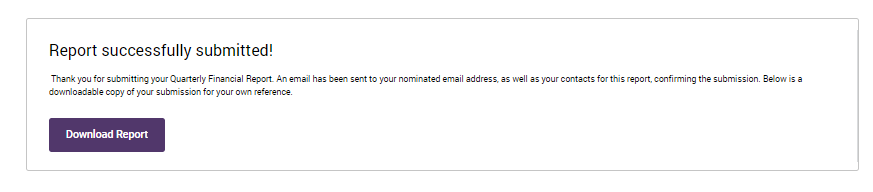 Report successfully submitted!
Thank you for submitting your Quarterly Financial Report. An email has been sent to your nominated email address, as well as your contacts for this report, confirming the submission. Below is a
downloadable copy of your submission for your own reference.
Download Report